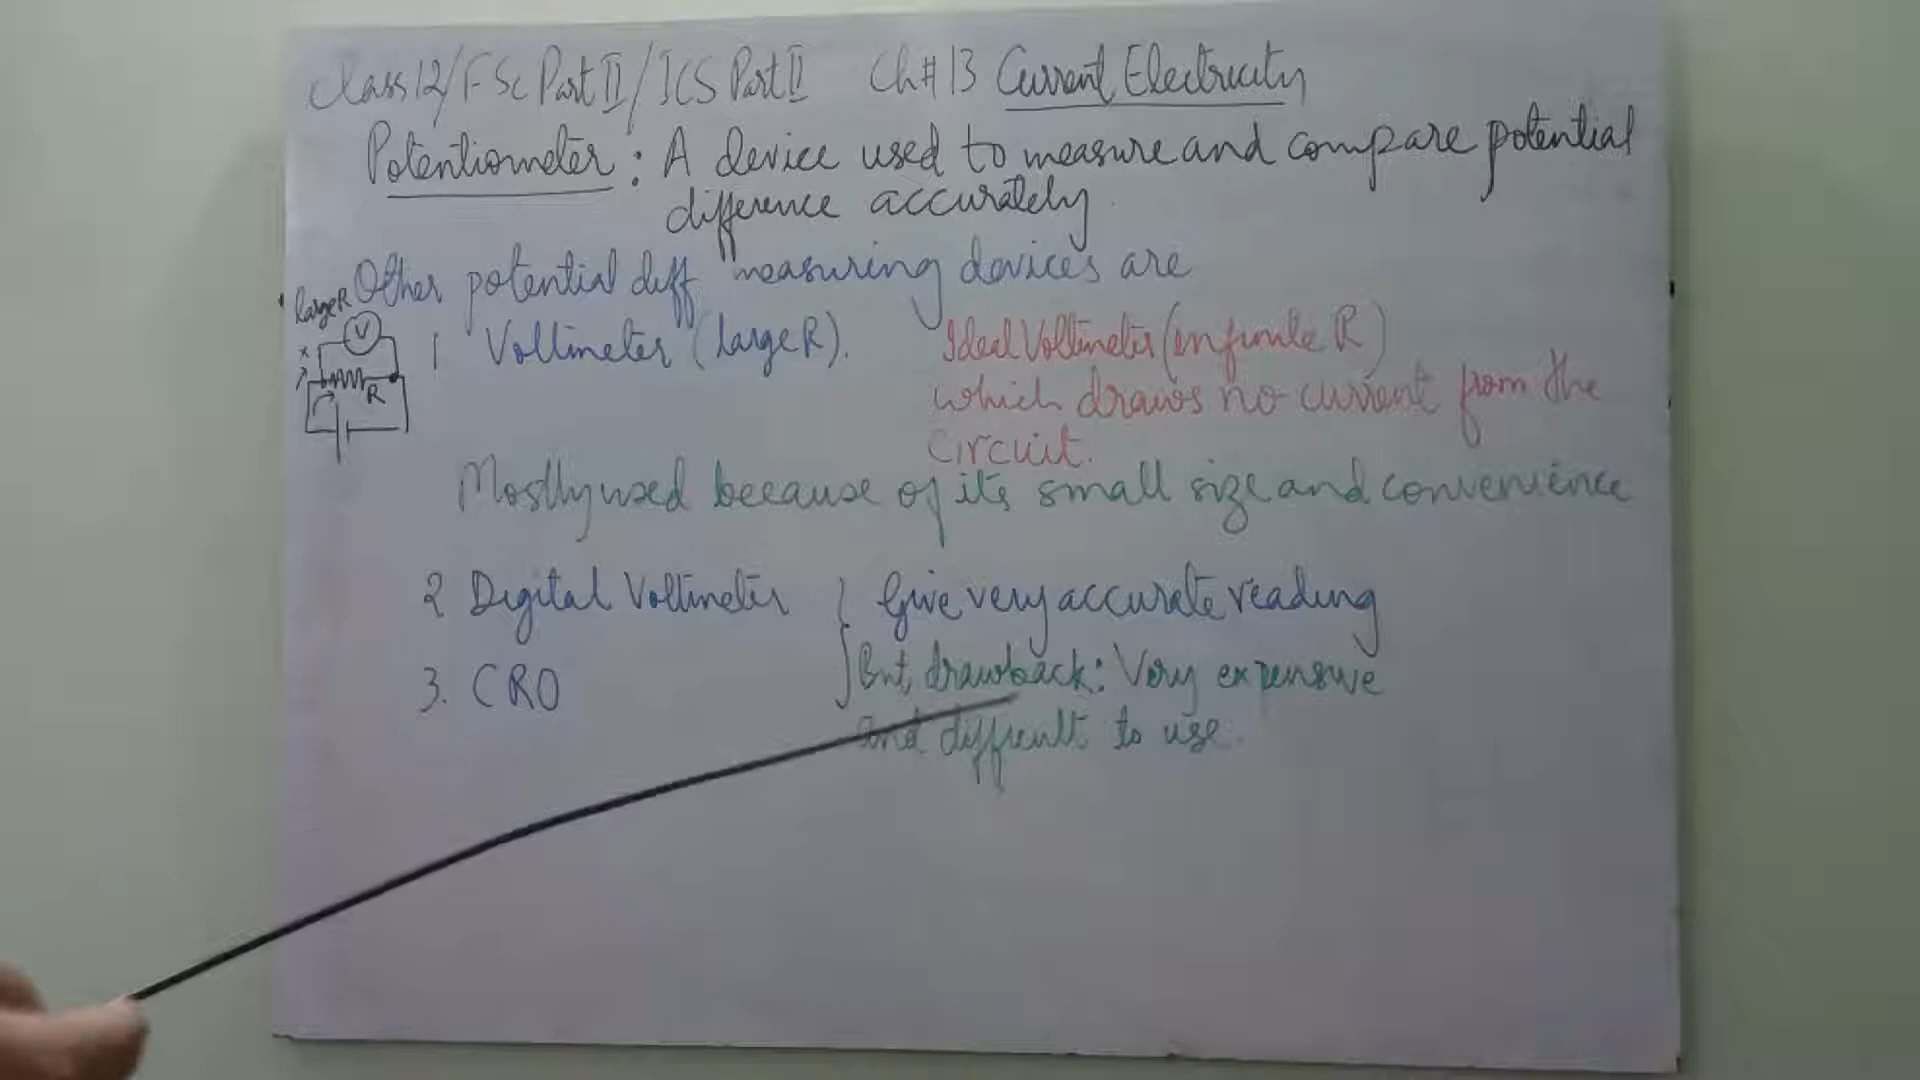 Class 12/F Sc Part II/ICS Part II Ch# 13 Current Electricity
Potentiometer : A device used to measure and compare potential
difference accurately.
Other potential diff measuring devices are
large R
V
R
1 Voltmeter (large R). Ideal Voltmeter (infinite R)
which draws no current from the
circuit.
Mostly used because of its small size and convenience
2 Digital Voltmeter } Give very accurate reading
3. CRO But, drawback: Very expensive
and difficult to use.